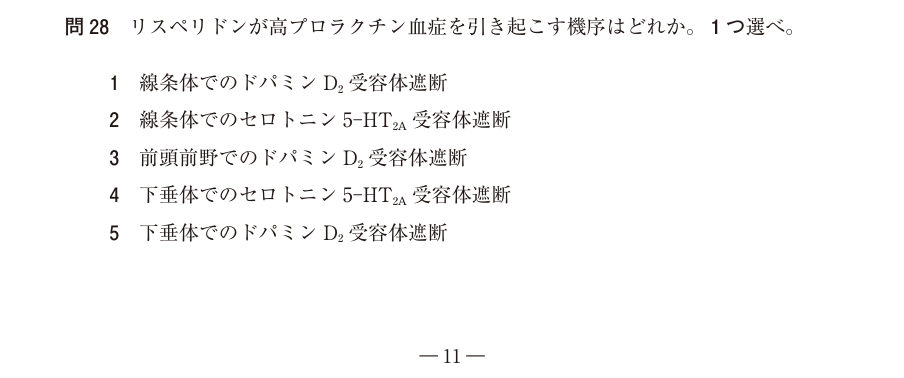 問28 リスペリドンが高プロラクチン血症を引き起こす機序はどれか。1つ選べ。
1 線条体でのドパミン D₂ 受容体遮断
2 線条体でのセロトニン 5-HT₂A 受容体遮断
3 前頭前野でのドパミン D₂ 受容体遮断
4 下垂体でのセロトニン 5-HT₂A 受容体遮断
5 下垂体でのドパミン D₂ 受容体遮断
— 11 —